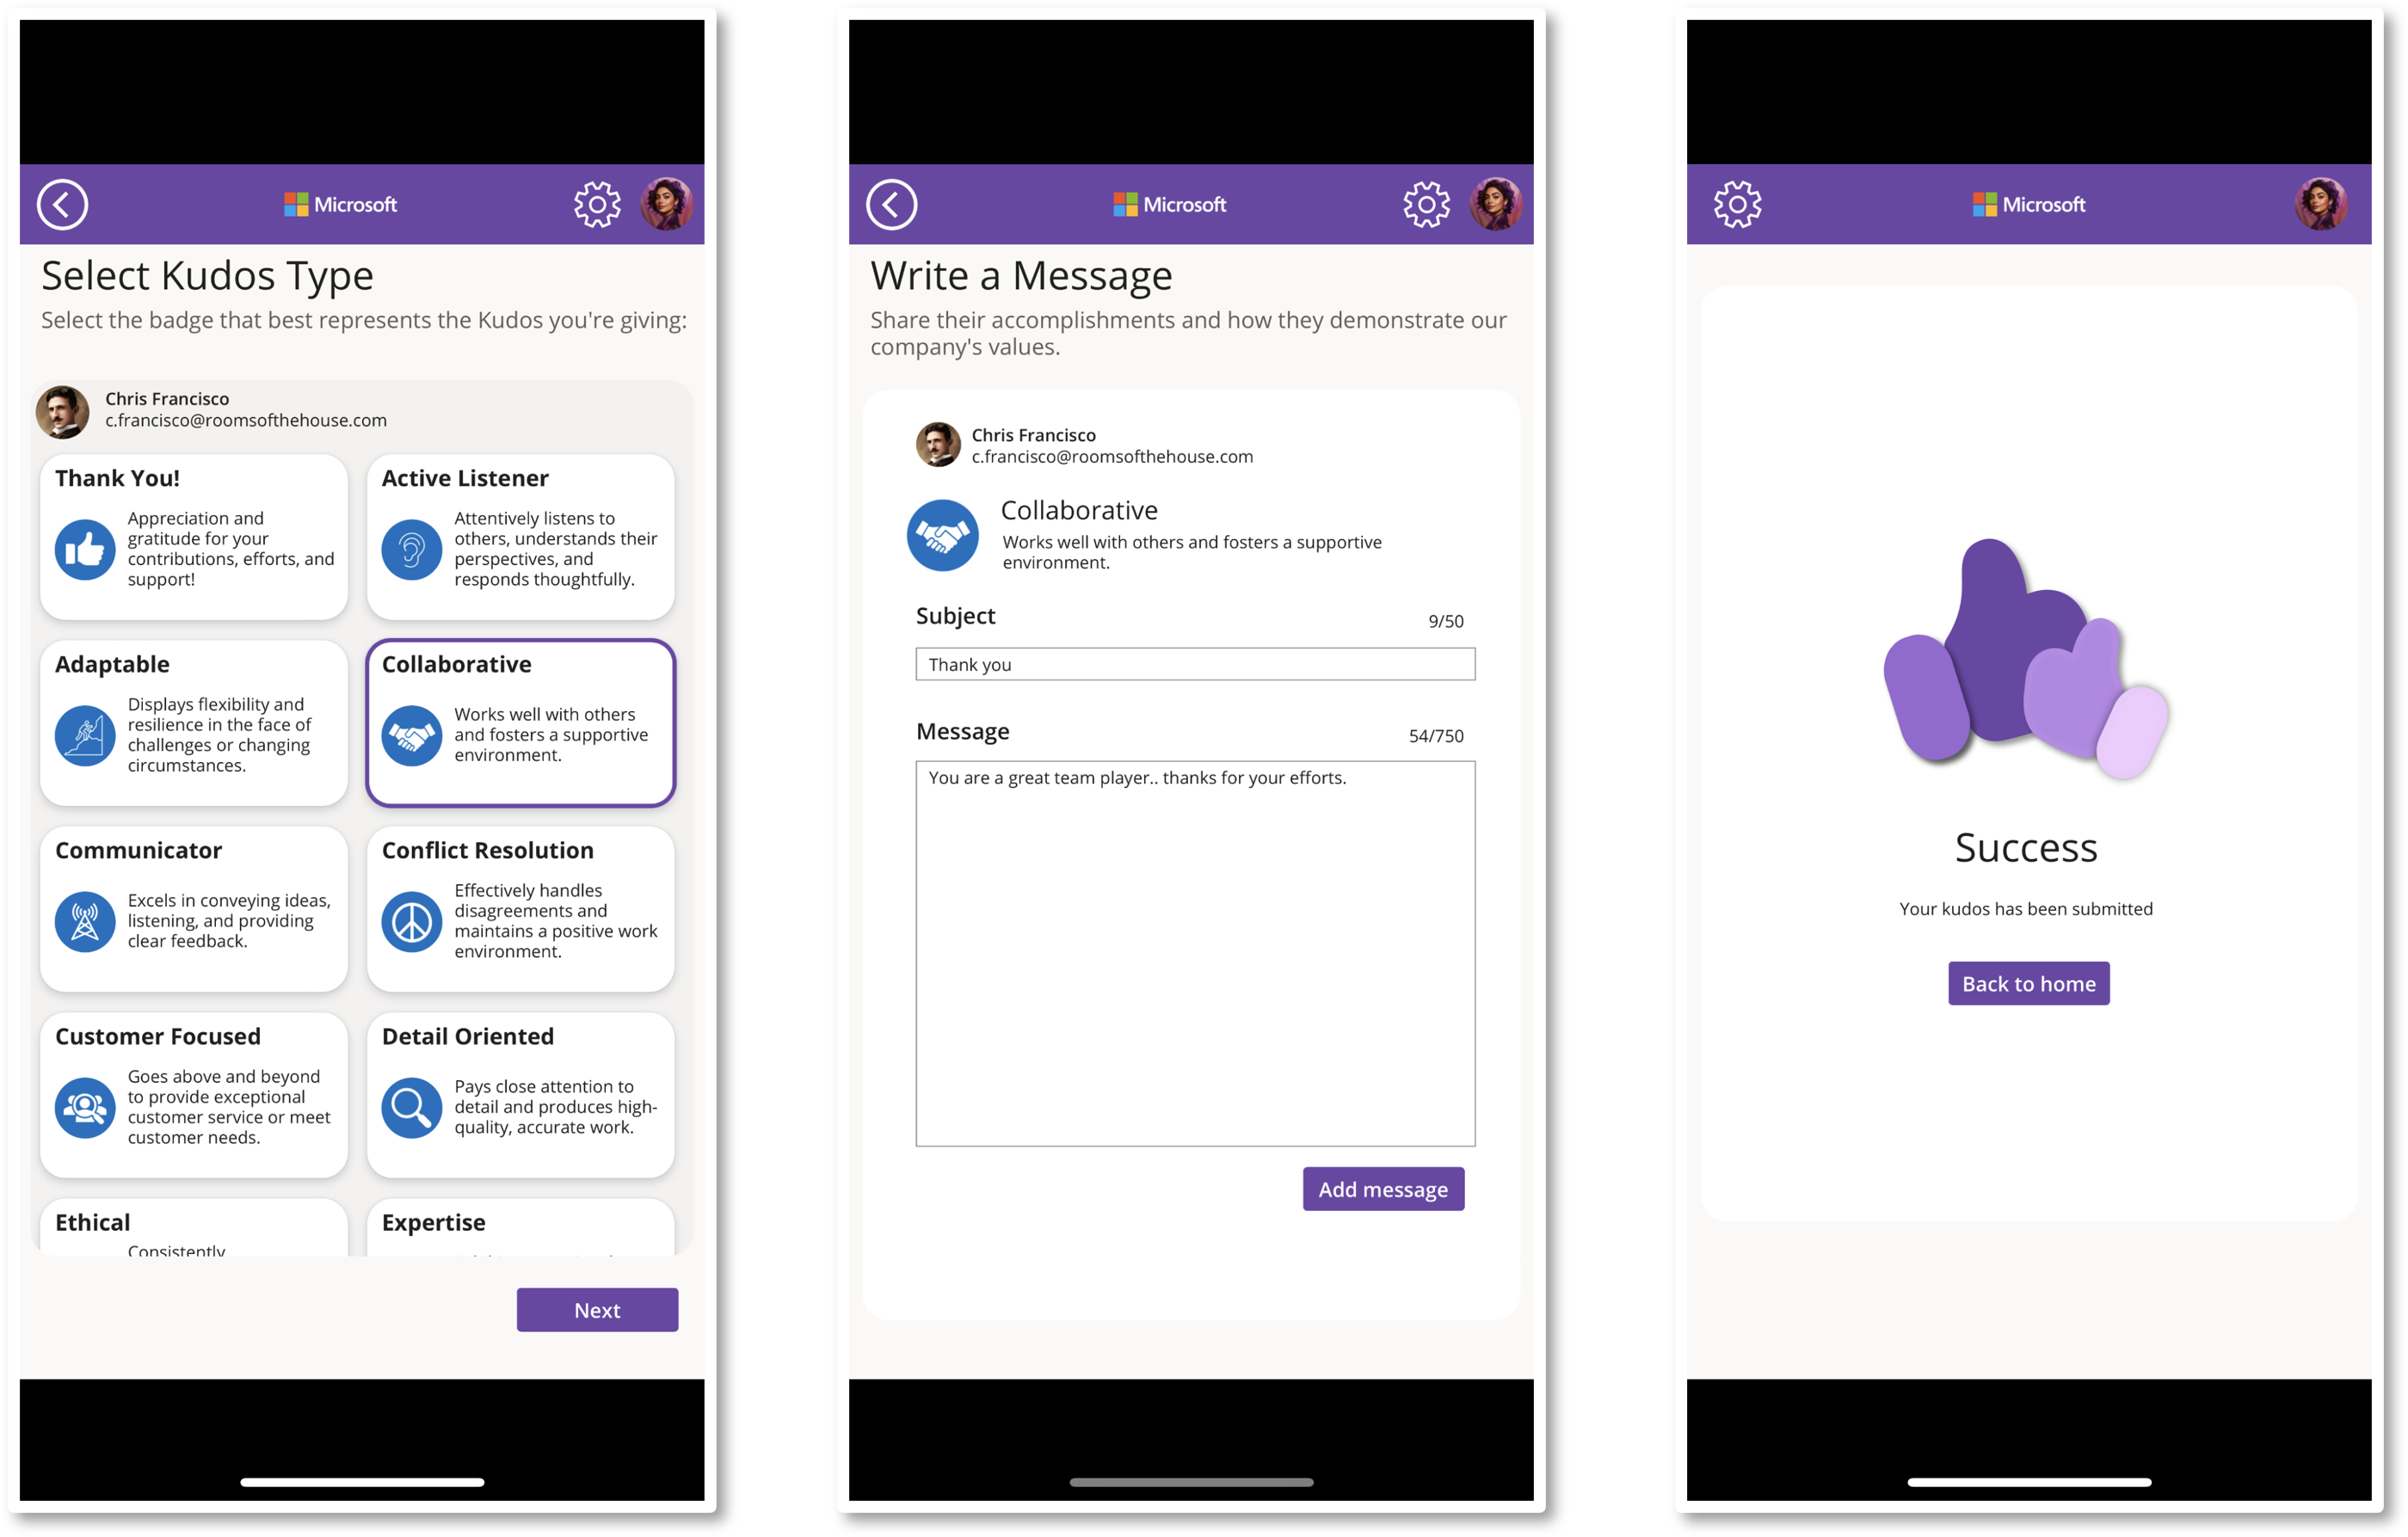 Microsoft
Select Kudos Type
Select the badge that best represents the Kudos you're giving:
Chris Francisco
c.francisco@roomsofthehouse.com
Thank You!
Appreciation and
gratitude for your
contributions, efforts, and
support!
Active Listener
Attentively listens to
others, understands their
perspectives, and
responds thoughtfully.
Adaptable
Displays flexibility and
resilience in the face of
challenges or changing
circumstances.
Collaborative
Works well with others
and fosters a supportive
environment.
Communicator
Excels in conveying ideas,
listening, and providing
clear feedback.
Conflict Resolution
Effectively handles
disagreements and
maintains a positive work
environment.
Customer Focused
Goes above and beyond
to provide exceptional
customer service or meet
customer needs.
Detail Oriented
Pays close attention to
detail and produces high-
quality, accurate work.
Ethical
Consistently
Expertise
Next
Microsoft
Write a Message
Share their accomplishments and how they demonstrate our
company's values.
Chris Francisco
c.francisco@roomsofthehouse.com
Collaborative
Works well with others and fosters a supportive
environment.
Subject
9/50
Thank you
Message
54/750
You are a great team player.. thanks for your efforts.
Add message
Microsoft
Success
Your kudos has been submitted
Back to home